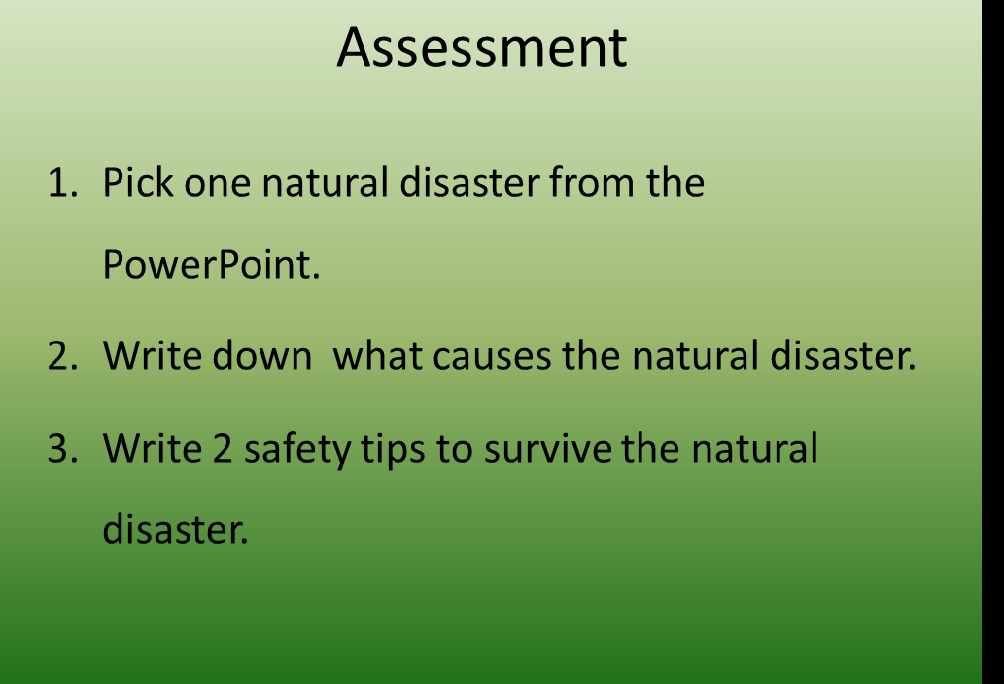 Assessment
1. Pick one natural disaster from the
PowerPoint.
2. Write down  what causes the natural disaster.
3. Write 2 safety tips to survive the natural
disaster.